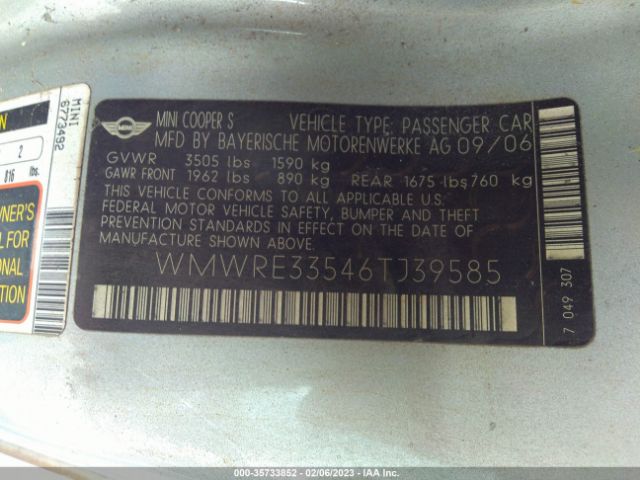 MINI
6773492
N
2
816 lbs.
NER'S
L FOR
ONAL
TION
MINI
MINI COOPER S VEHICLE TYPE: PASSENGER CAR
MFD BY BAYERISCHE MOTORENWERKE AG 09/06
GVWR 3505 lbs 1590 kg
GAWR FRONT 1962 lbs 890 kg REAR 1675 lbs 760 kg
THIS VEHICLE CONFORMS TO ALL APPLICABLE U.S.
FEDERAL MOTOR VEHICLE SAFETY, BUMPER AND THEFT
PREVENTION STANDARDS IN EFFECT ON THE DATE
OF MANUFACTURE SHOWN ABOVE.
WMWRE33546TJ39585
7 049 307
000-35733852 - 02/06/2023 - IAA Inc.